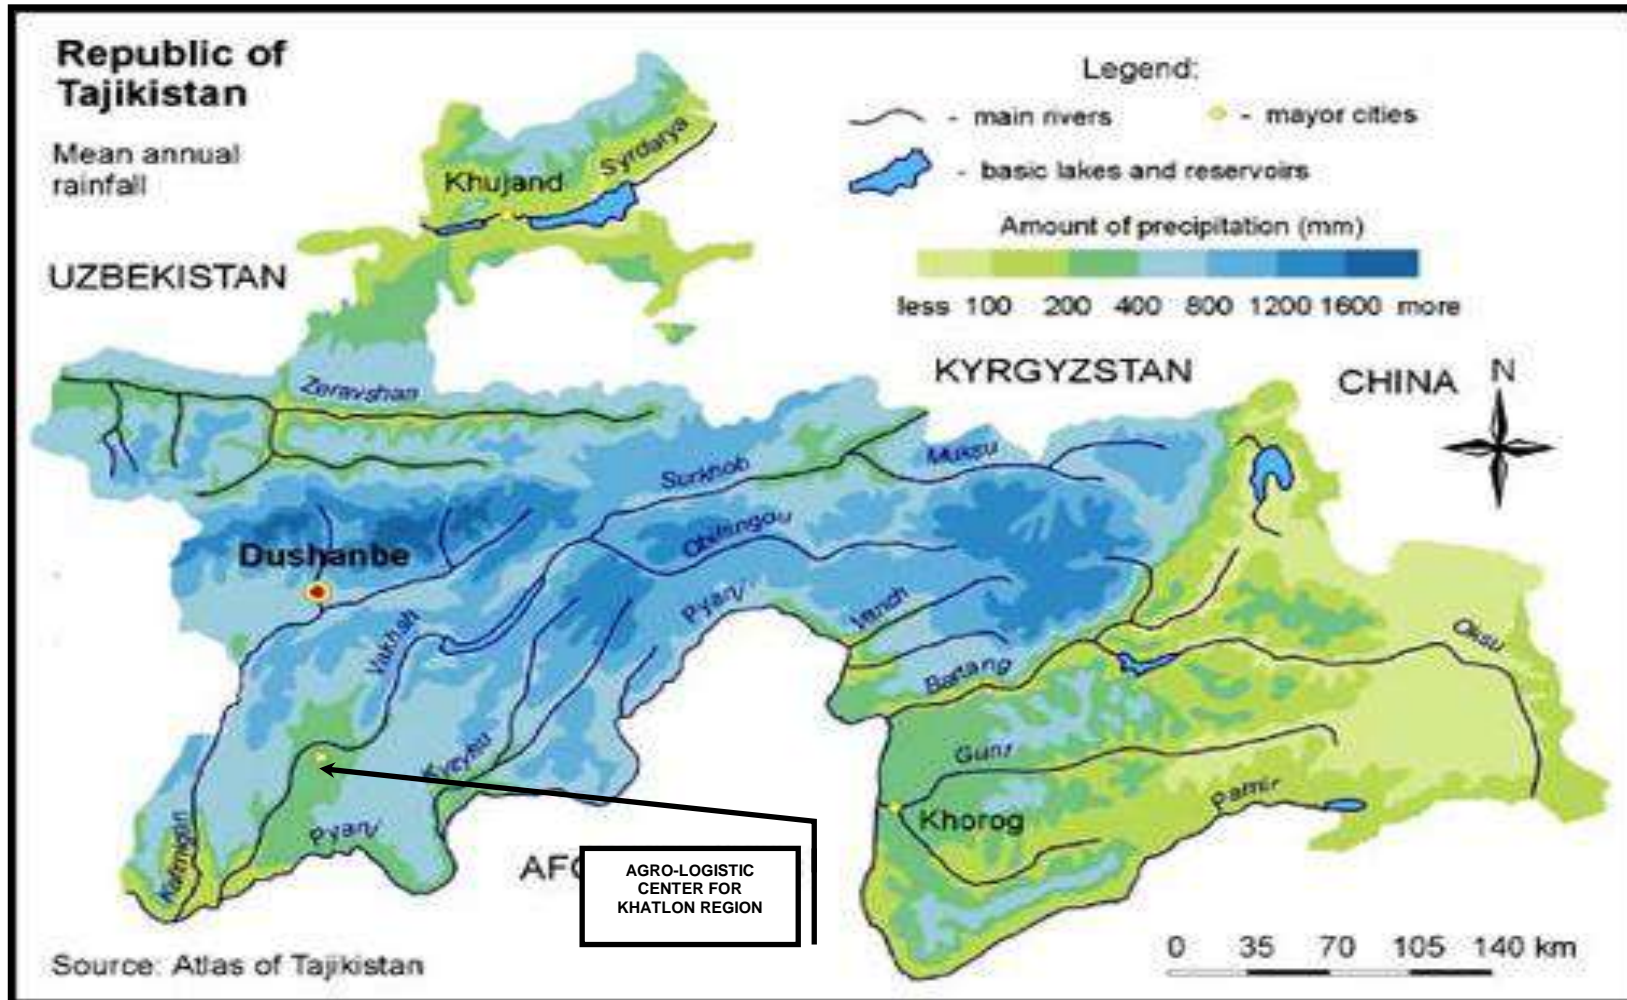 Republic of
Tajikistan
Mean annual
rainfall
Legend:
- main rivers
- mayor cities
- basic lakes and reservoirs
Amount of precipitation (mm)
less 100 200 400 800 1200 1600 more
Syrdarya
Khujand
UZBEKISTAN
KYRGYZSTAN
CHINA
N
Zeravshan
Surkhob
Muksu
Obihingou
Dushanbe
Vakhsh
Pyanj
Vanch
Bartang
Oksu
Gunt
Kyzylsu
Pamir
Khorog
Kafirnigan
Pyanj
AFG
AGRO-LOGISTIC
CENTER FOR
KHATLON REGION
0 35 70 105 140 km
Source: Atlas of Tajikistan